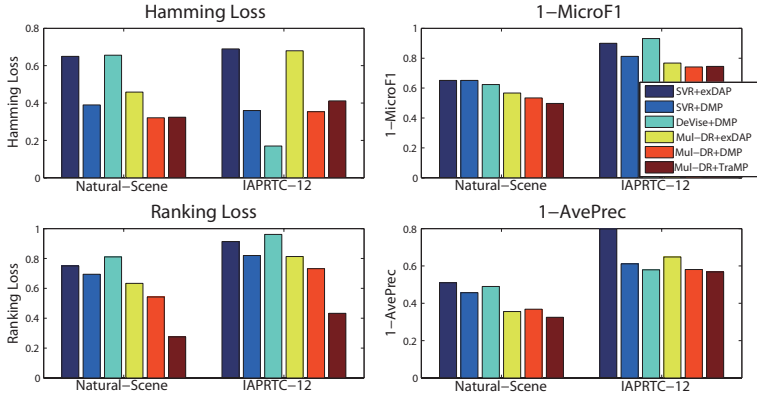 Hamming Loss
1−MicroF1
Hamming Loss
0.8
0.6
0.4
0.2
0
Natural−Scene
IAPRTC−12
1−MicroF1
1
0.8
0.6
0.4
0.2
0
Natural−Scene
IAPRTC−12
SVR+exDAP
SVR+DMP
DeVise+DMP
Mul−DR+exDAP
Mul−DR+DMP
Mul−DR+TraMP
Ranking Loss
1−AvePrec
Ranking Loss
1
0.8
0.6
0.4
0.2
0
Natural−Scene
IAPRTC−12
1−AvePrec
0.8
0.6
0.4
0.2
0
Natural−Scene
IAPRTC−12